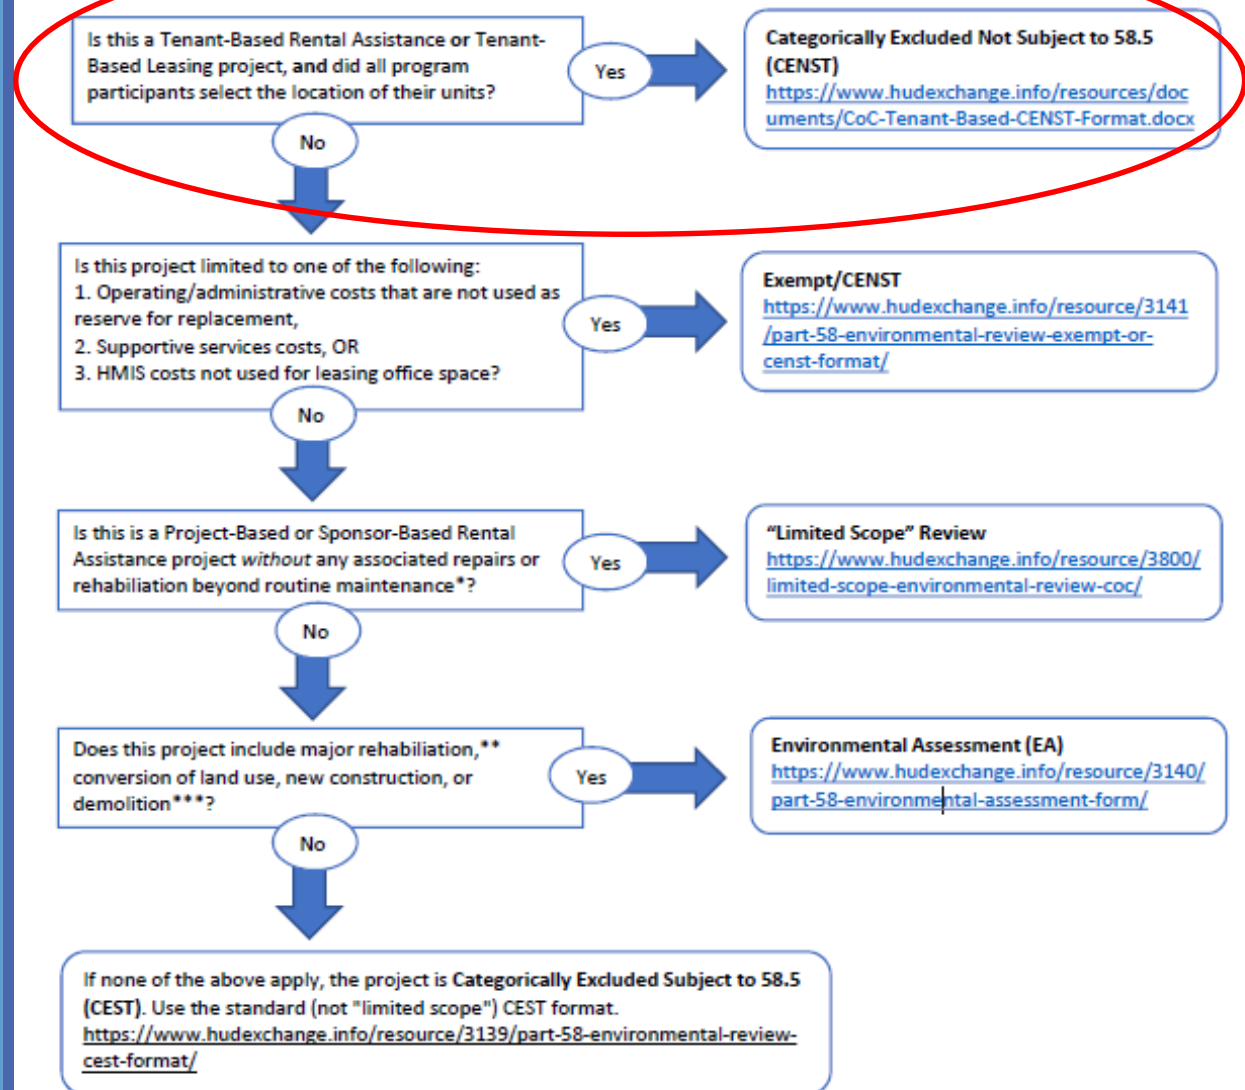 Is this a Tenant-Based Rental Assistance or Tenant-
Based Leasing project, and did all program
participants select the location of their units?
Yes
Categorically Excluded Not Subject to 58.5
(CENST)
https://www.hudexchange.info/resources/doc
uments/CoC-Tenant-Based-CENST-Format.docx
No
Is this project limited to one of the following:
1. Operating/administrative costs that are not used as
reserve for replacement,
2. Supportive services costs, OR
3. HMIS costs not used for leasing office space?
Yes
Exempt/CENST
https://www.hudexchange.info/resource/3141
/part-58-environmental-review-exempt-or-
censt-format/
No
Is this is a Project-Based or Sponsor-Based Rental
Assistance project without any associated repairs or
rehabiliation beyond routine maintenance*?
Yes
“Limited Scope” Review
https://www.hudexchange.info/resource/3800/
limited-scope-environmental-review-coc/
No
Does this project include major rehabiliation,**
conversion of land use, new construction, or
demolition***?
Yes
Environmental Assessment (EA)
https://www.hudexchange.info/resource/3140/
part-58-environmental-assessment-form/
No
If none of the above apply, the project is Categorically Excluded Subject to 58.5
(CEST). Use the standard (not "limited scope") CEST format.
https://www.hudexchange.info/resource/3139/part-58-environmental-review-
cest-format/